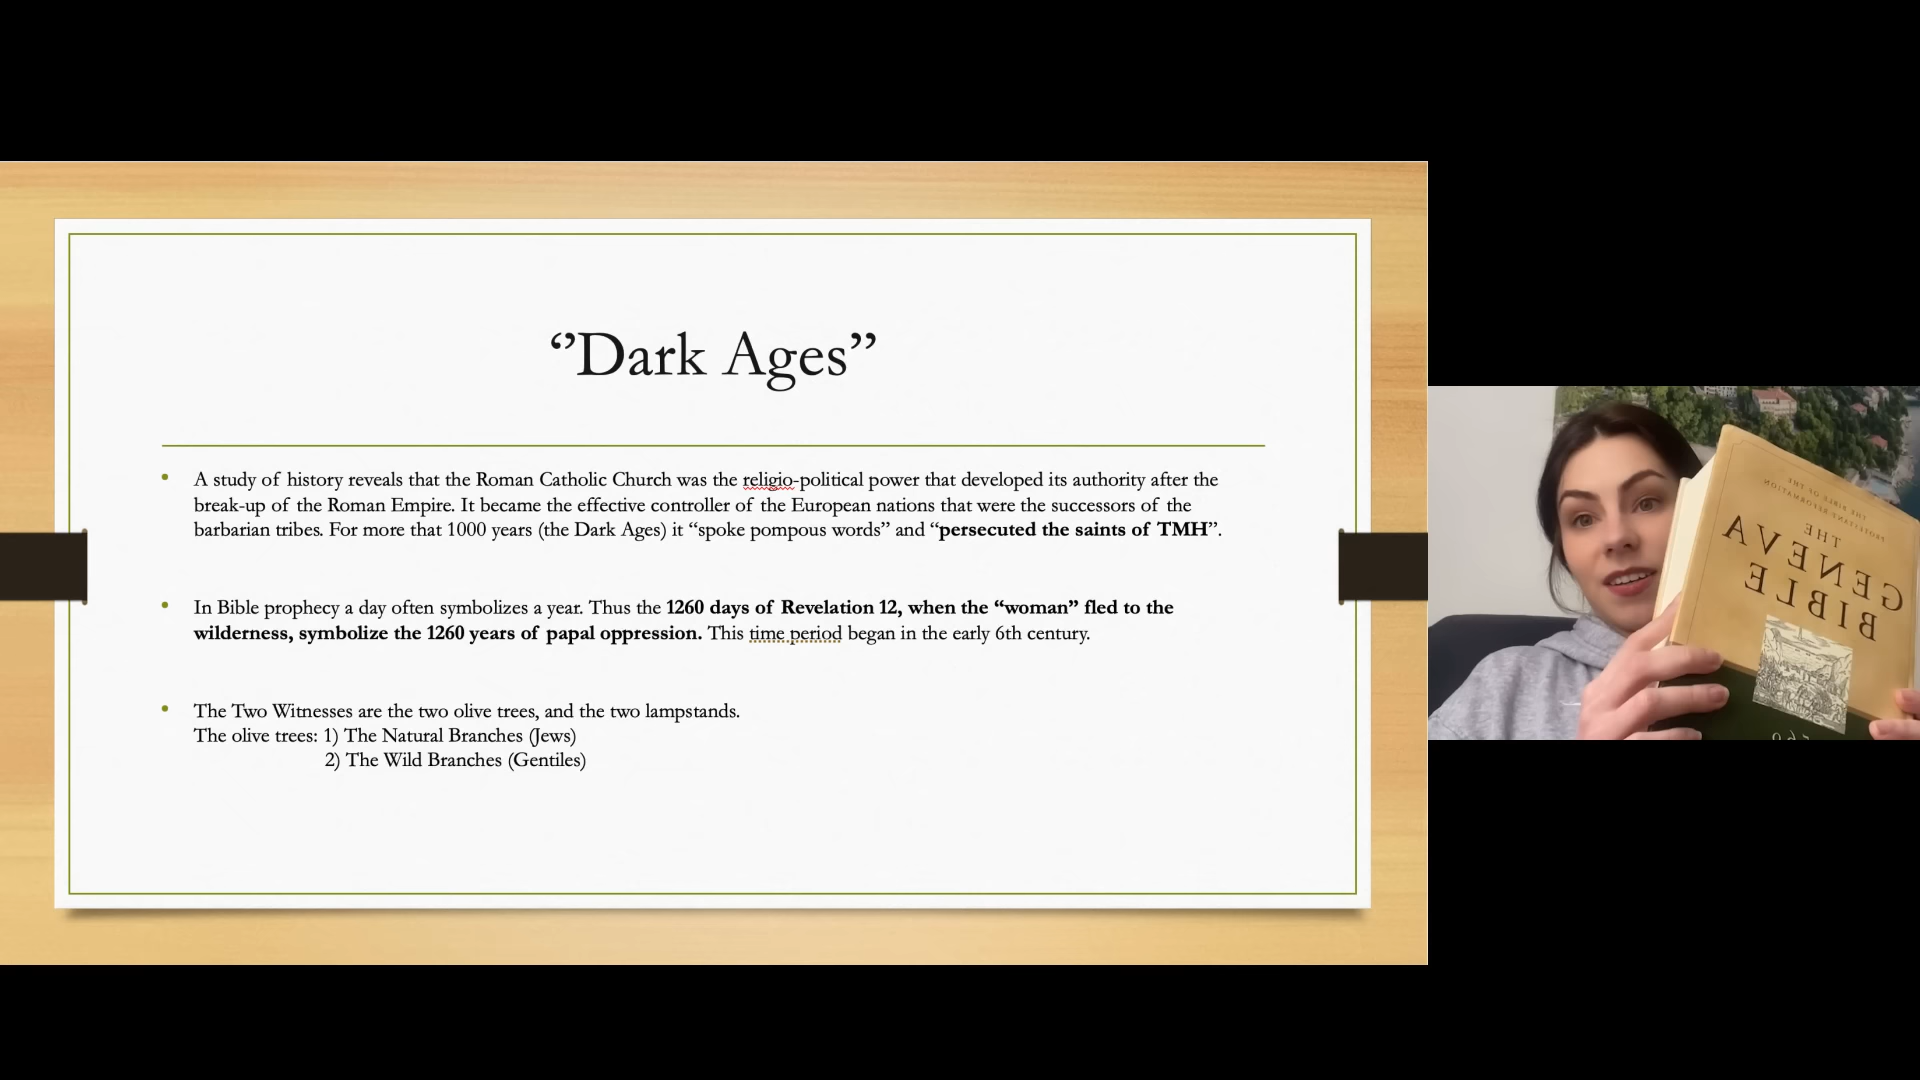 ‘’Dark Ages’’
• A study of history reveals that the Roman Catholic Church was the religio-political power that developed its authority after the
break-up of the Roman Empire. It became the effective controller of the European nations that were the successors of the
barbarian tribes. For more that 1000 years (the Dark Ages) it “spoke pompous words” and “persecuted the saints of TMH”.
• In Bible prophecy a day often symbolizes a year. Thus the 1260 days of Revelation 12, when the “woman” fled to the
wilderness, symbolize the 1260 years of papal oppression. This time period began in the early 6th century.
• The Two Witnesses are the two olive trees, and the two lampstands.
The olive trees: 1) The Natural Branches (Jews)
2) The Wild Branches (Gentiles)
THE BIBLE OF THE
PROTESTANT REFORMATION
THE
GENEVA
BIBLE